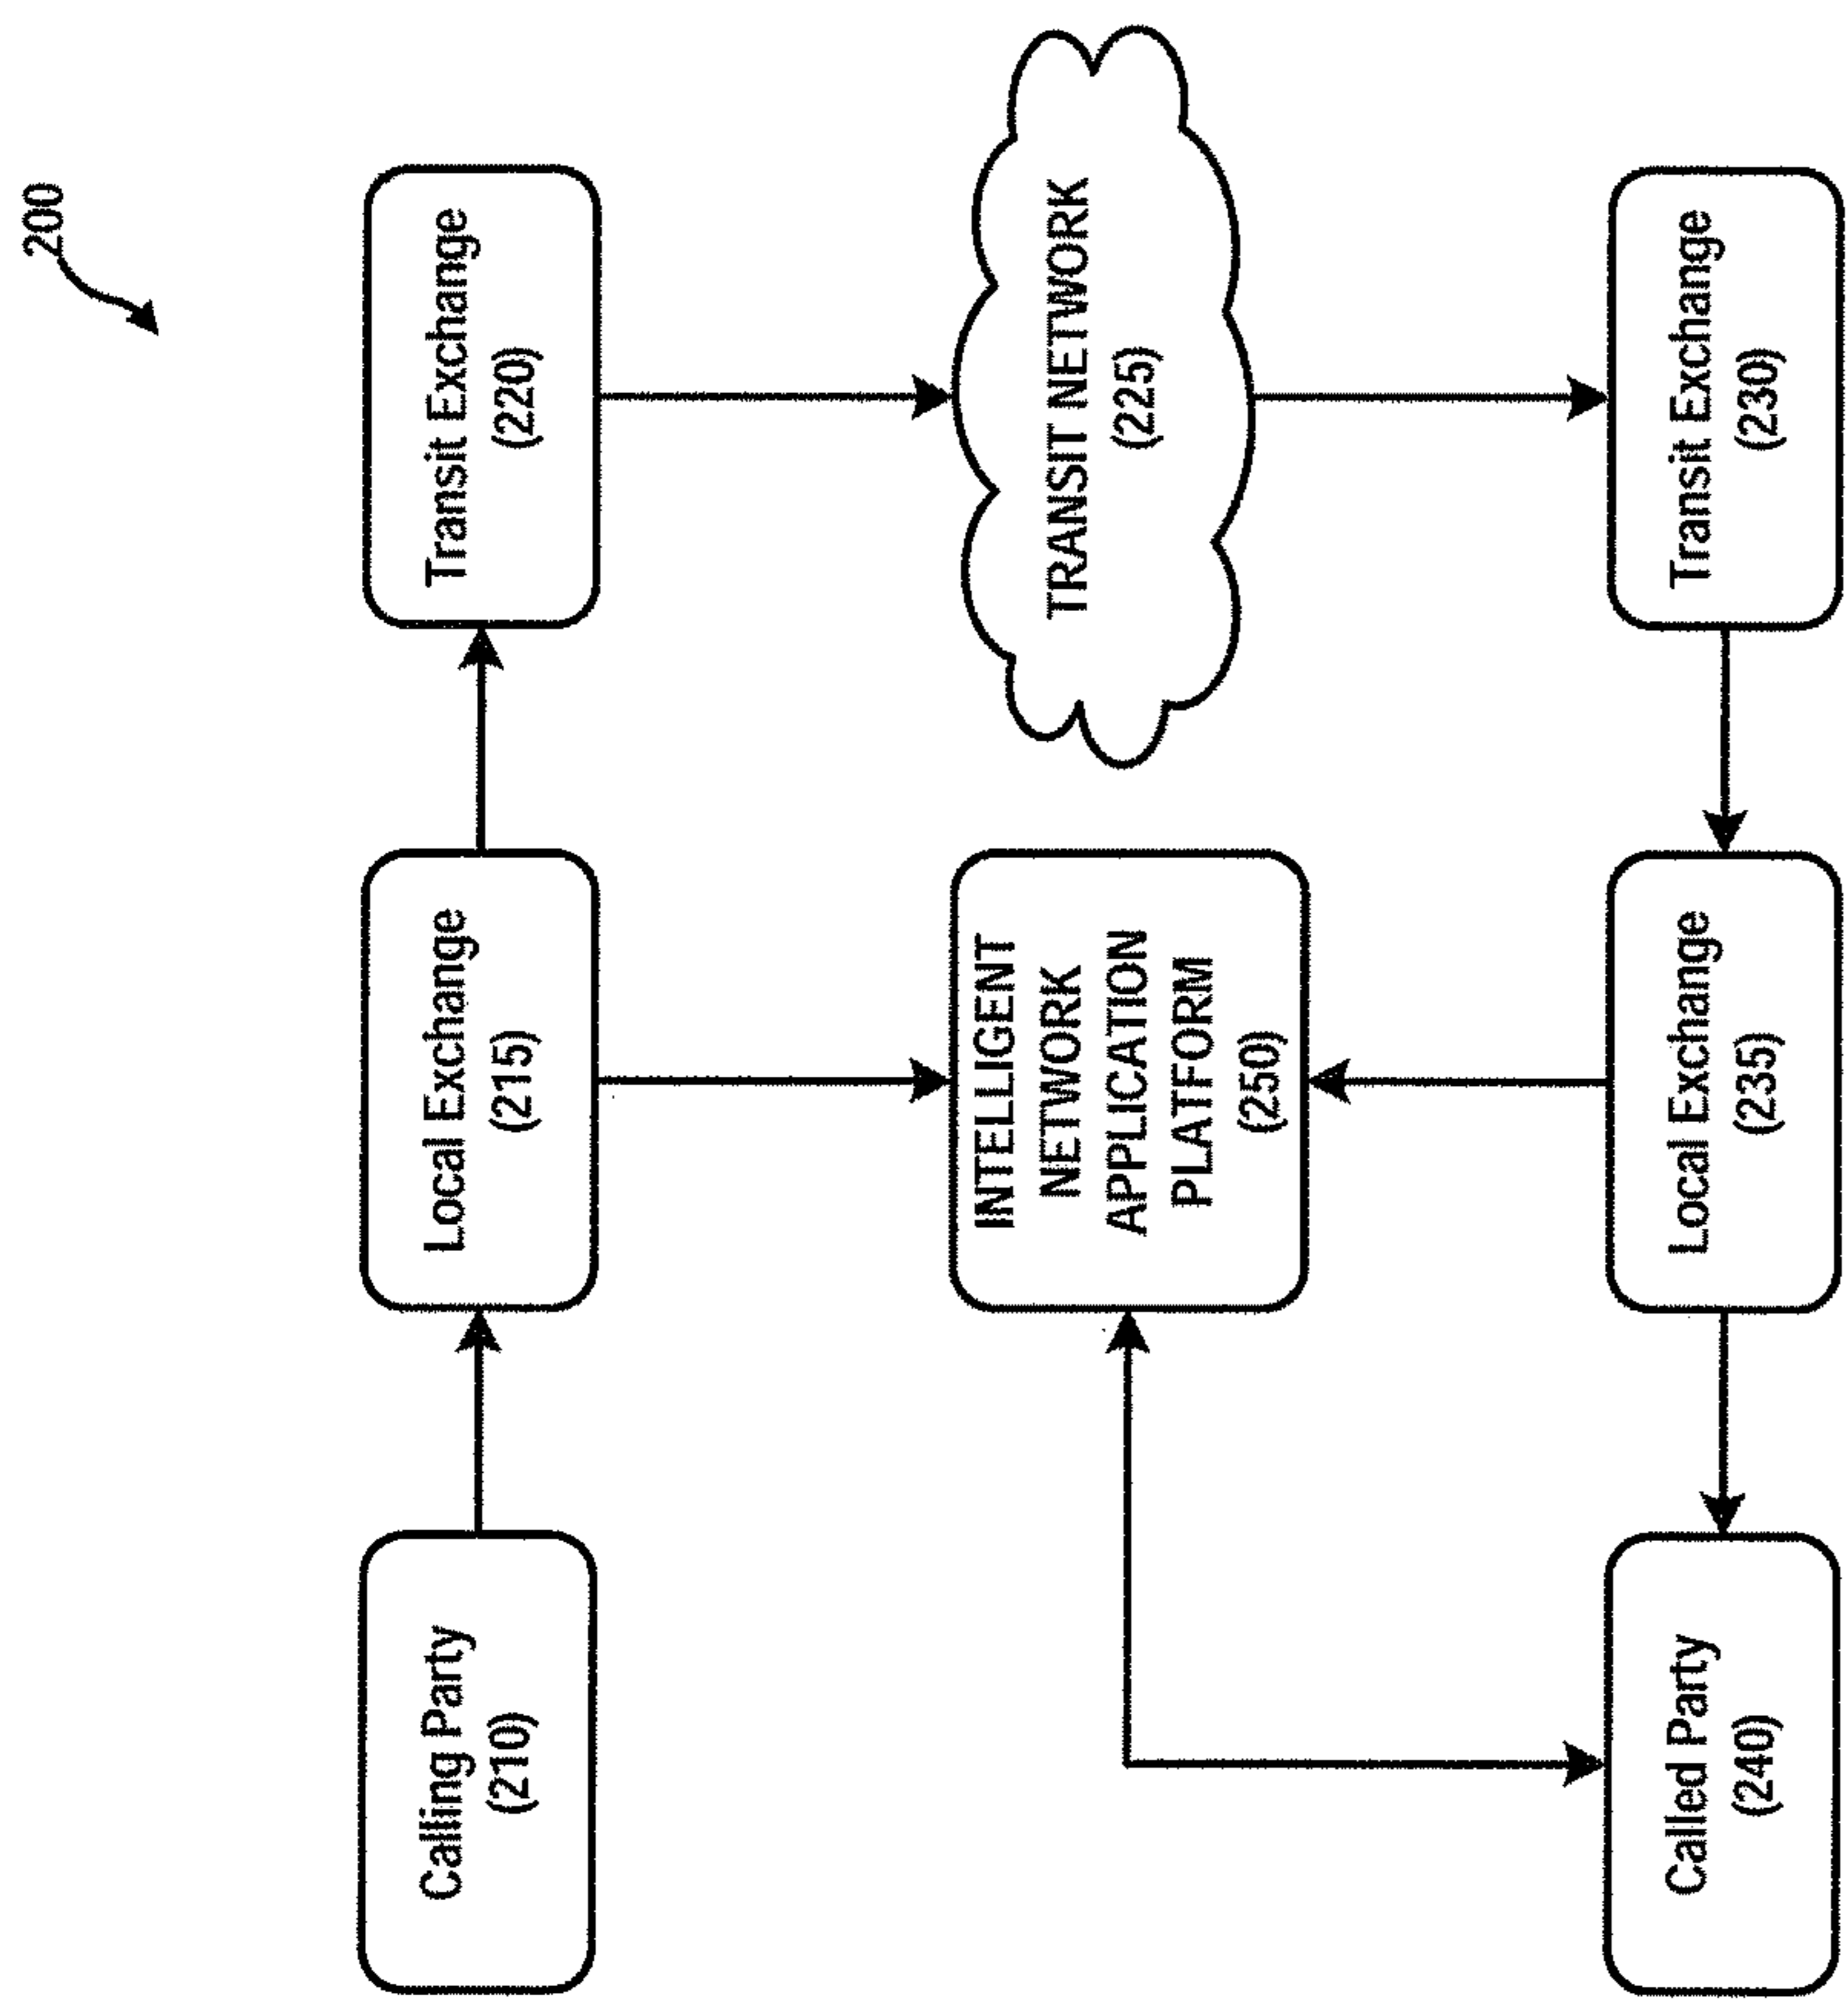 200
Calling Party
(210)
Local Exchange
(215)
Transit Exchange
(220)
INTELLIGENT
NETWORK
APPLICATION
PLATFORM
(250)
TRANSIT NETWORK
(225)
Called Party
(240)
Local Exchange
(235)
Transit Exchange
(230)